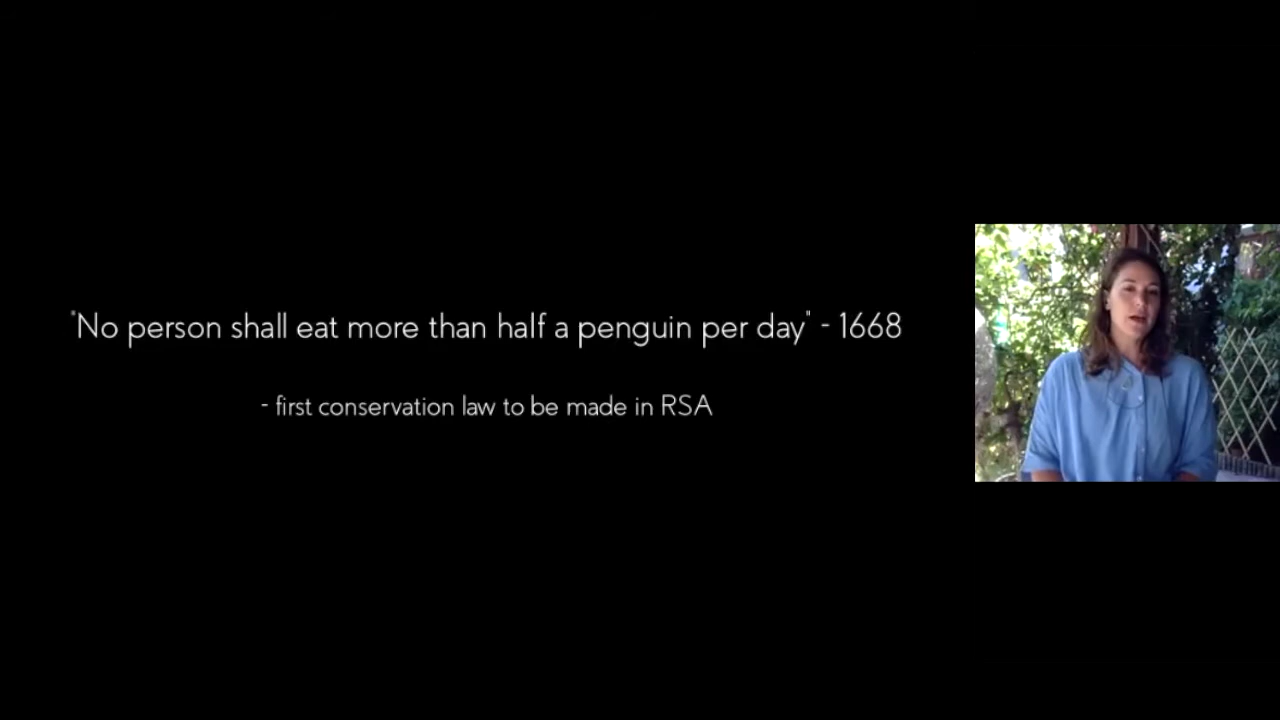 "No person shall eat more than half a penguin per day" - 1668
- first conservation law to be made in RSA